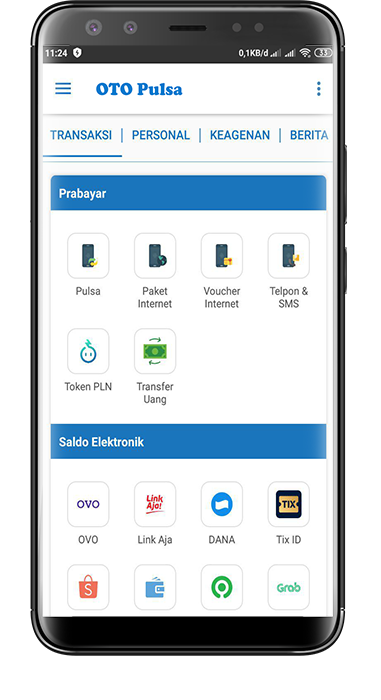 11:24 0,1KB/d 33
OTO Pulsa
TRANSAKSI | PERSONAL | KEAGENAN | BERITA
Prabayar
Pulsa Paket Internet Voucher Internet Telpon & SMS
Token PLN Transfer Uang
Saldo Elektronik
OVO Link Aja! TIX
OVO Link Aja DANA Tix ID
S Grab